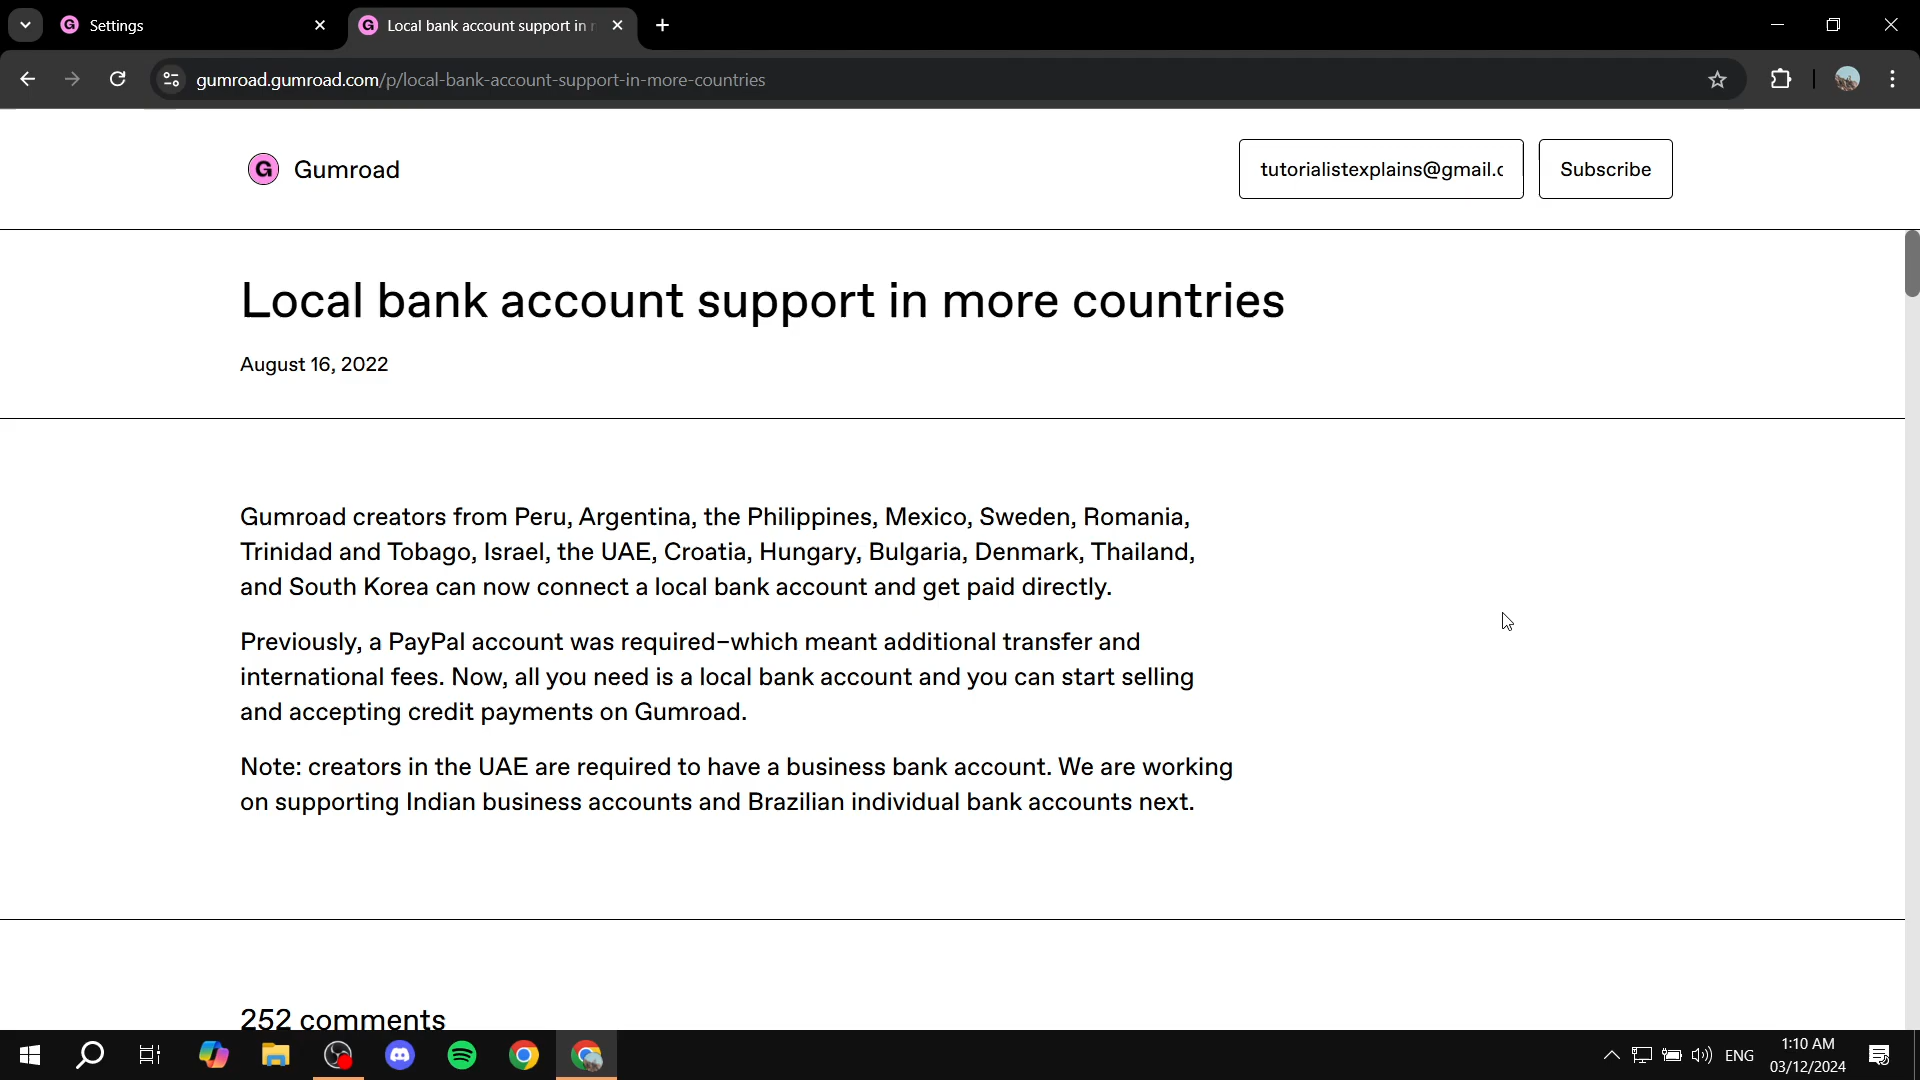 Settings
Local bank account support in
gumroad.gumroad.com/p/local-bank-account-support-in-more-countries
G Gumroad
tutorialistexplains@gmail.c
Subscribe
Local bank account support in more countries
August 16, 2022
Gumroad creators from Peru, Argentina, the Philippines, Mexico, Sweden, Romania,
Trinidad and Tobago, Israel, the UAE, Croatia, Hungary, Bulgaria, Denmark, Thailand,
and South Korea can now connect a local bank account and get paid directly.
Previously, a PayPal account was required–which meant additional transfer and
international fees. Now, all you need is a local bank account and you can start selling
and accepting credit payments on Gumroad.
Note: creators in the UAE are required to have a business bank account. We are working
on supporting Indian business accounts and Brazilian individual bank accounts next.
252 comments
ENG
1:10 AM
03/12/2024